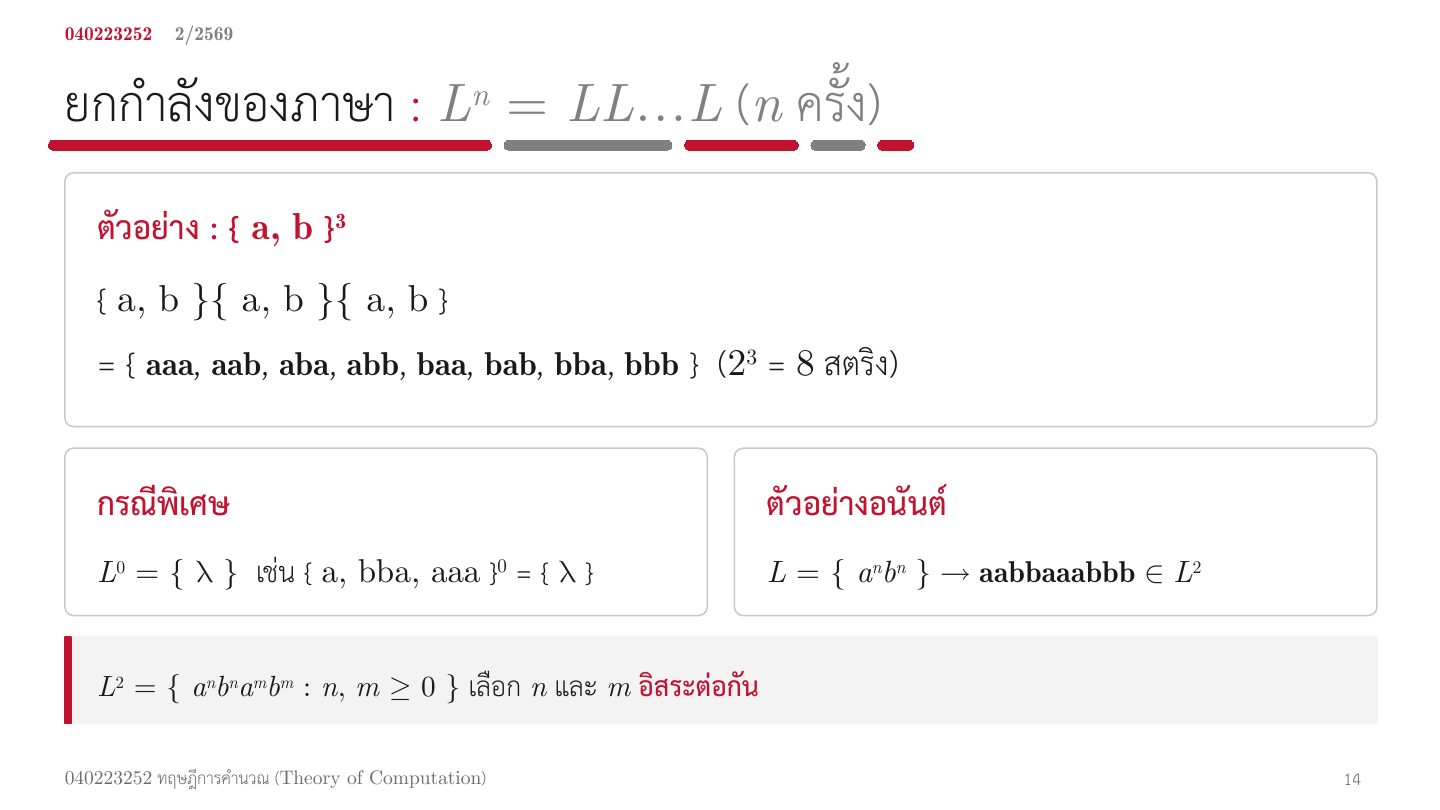 040223252 2/2569
ยกกำลังของภาษา : Lⁿ = LL…L (n ครั้ง)
ตัวอย่าง : { a, b }³
{ a, b }{ a, b }{ a, b }
= { aaa, aab, aba, abb, baa, bab, bba, bbb } (2³ = 8 สตริง)
กรณีพิเศษ
L⁰ = { λ } เช่น { a, bba, aaa }⁰ = { λ }
ตัวอย่างอนันต์
L = { aⁿbⁿ } → aabbaaabbb ∈ L²
L² = { aⁿbⁿaᵐbᵐ : n, m ≥ 0 } เลือก n และ m อิสระต่อกัน
040223252 ทฤษฎีการคำนวณ (Theory of Computation)
14